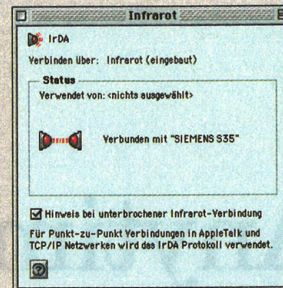 Infrarot
IrDA
Verbinden über: Infrarot (eingebaut)
Status
Verwendet von: <nichts ausgewählt>
Verbunden mit "SIEMENS S35"
Hinweis bei unterbrochener Infrarot-Verbindung
Für Punkt-zu-Punkt Verbindungen in AppleTalk und
TCP/IP Netzwerken wird das IrDA Protokoll verwendet.
?